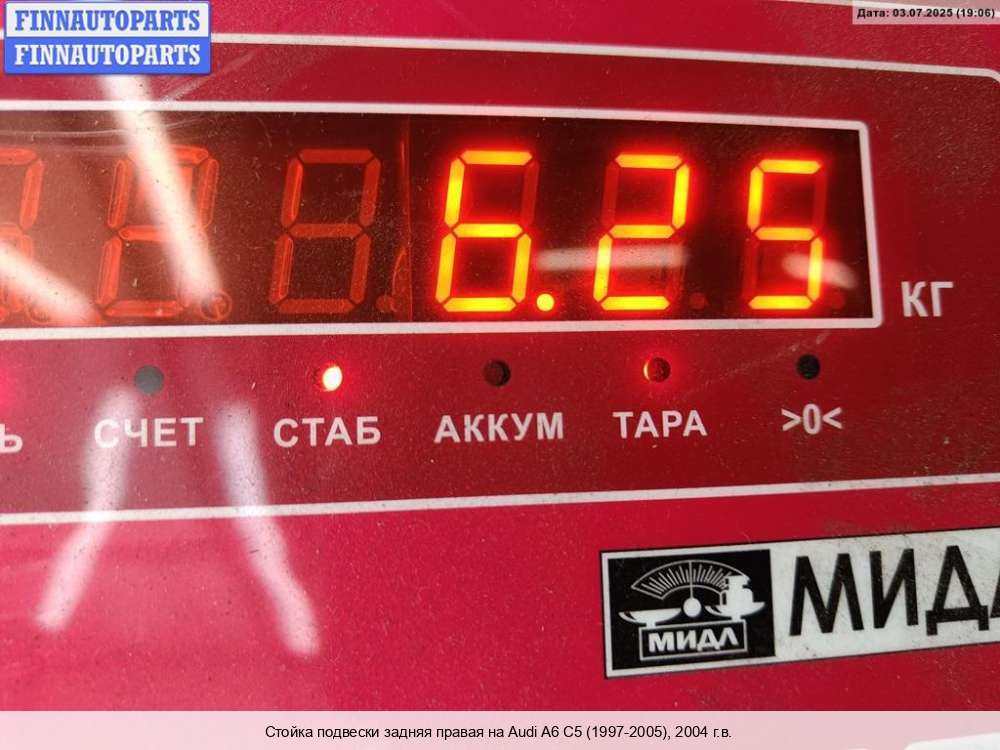 FINNAUTOPARTS
FINNAUTOPARTS
Дата: 03.07.2025 (19:06)
6.25
КГ
СЧЕТ СТАБ АККУМ ТАРА >0<
МИДЛ
Стойка подвески задняя правая на Audi A6 C5 (1997-2005), 2004 г.в.